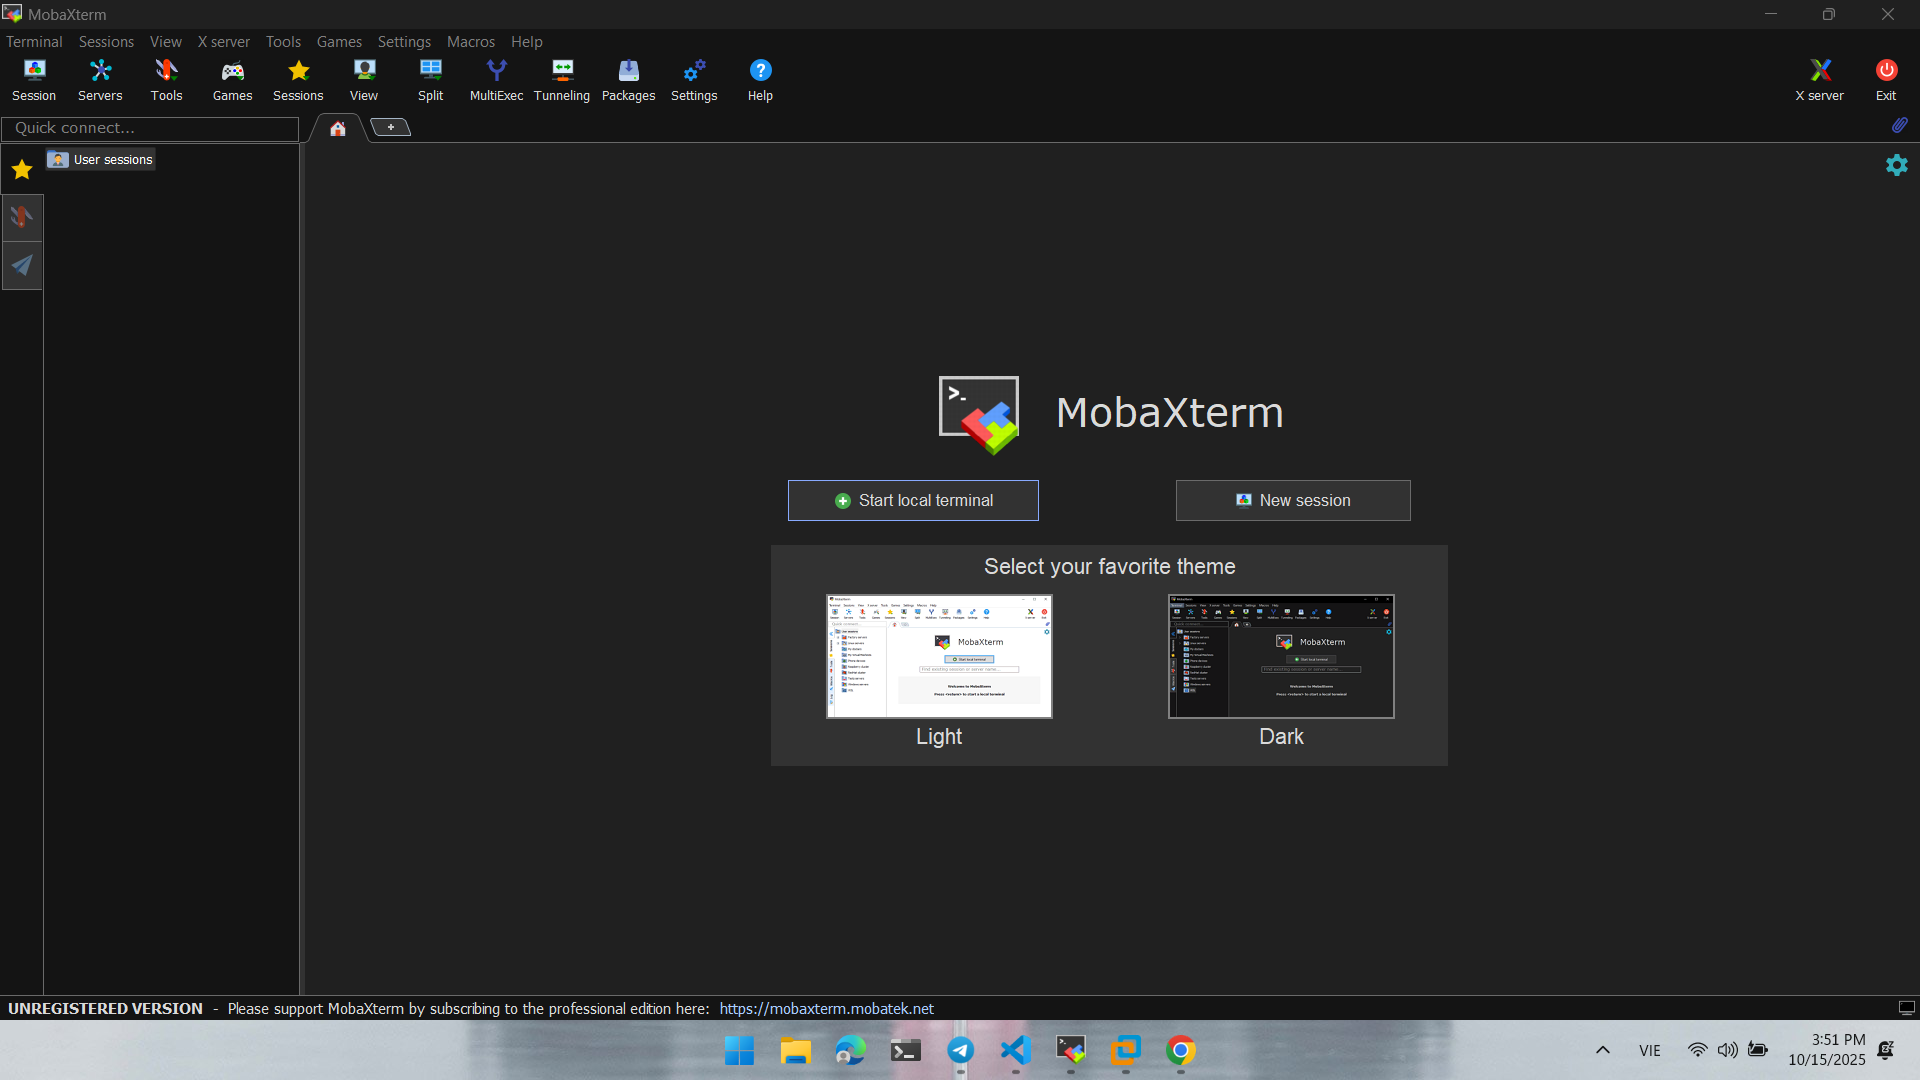 MobaXterm
Terminal Sessions View X server Tools Games Settings Macros Help
Session Servers Tools Games Sessions View Split MultiExec Tunneling Packages Settings Help X server Exit
Quick connect...
User sessions
MobaXterm
Start local terminal New session
Select your favorite theme
Light Dark
UNREGISTERED VERSION - Please support MobaXterm by subscribing to the professional edition here: https://mobaxterm.mobatek.net
VIE
3:51 PM
10/15/2025